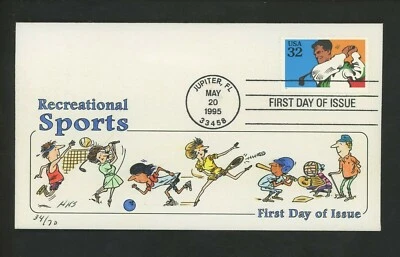 USA
32
JUPITER, FL
MAY
20
1995
33458
FIRST DAY OF ISSUE
Recreational
Sports
HHS
34/70
First Day of Issue